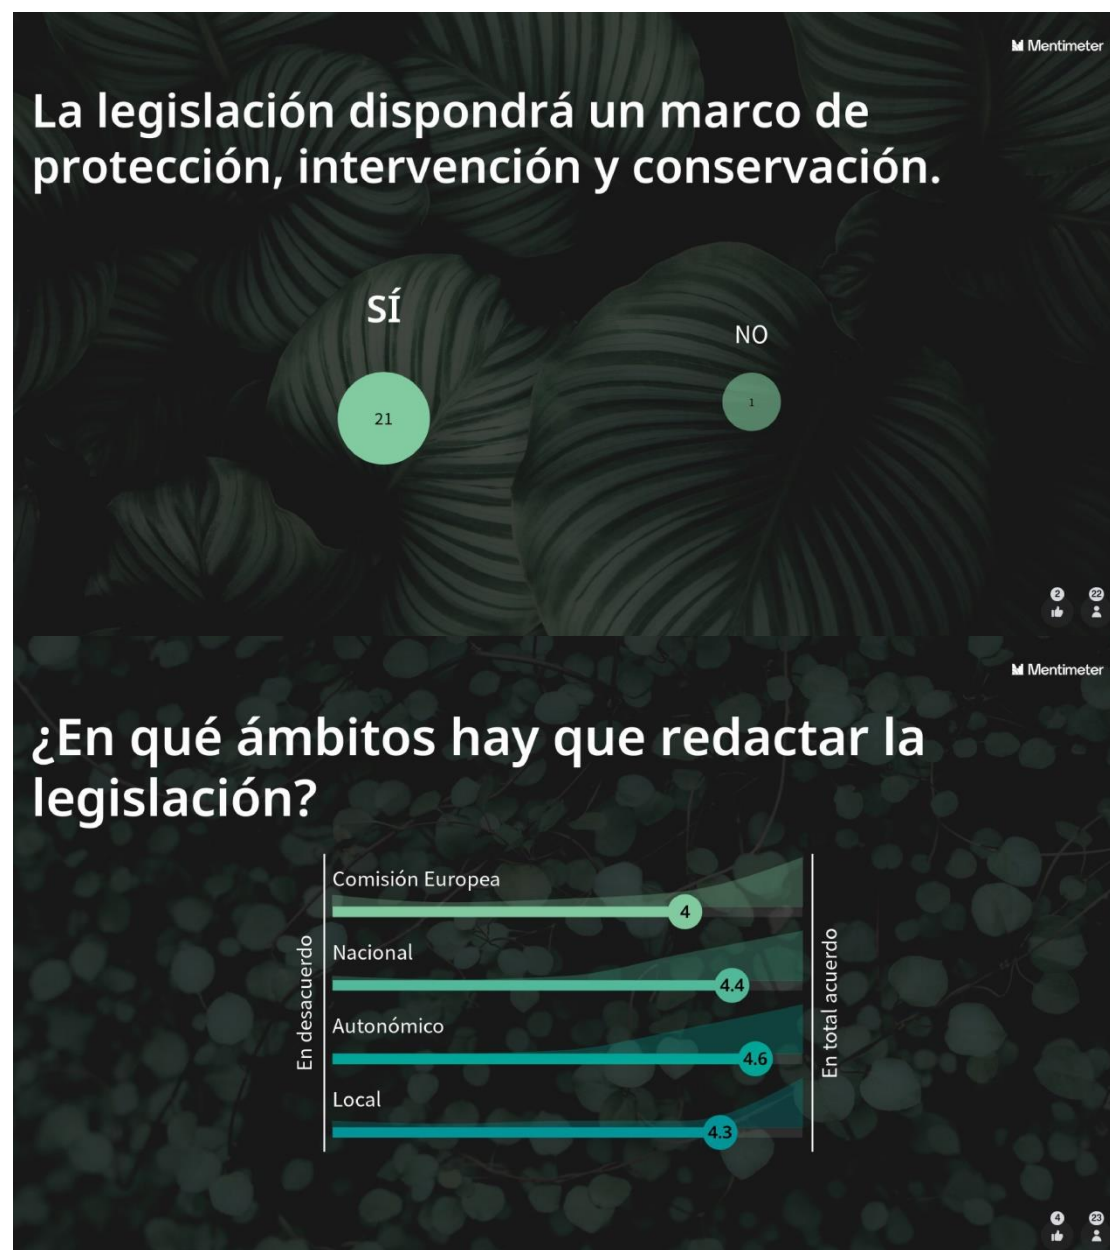 Mentimeter
La legislación dispondrá un marco de
protección, intervención y conservación.
SÍ
NO
21
1
2
22
Mentimeter
¿En qué ámbitos hay que redactar la
legislación?
Comisión Europea
4
Nacional
4.4
Autonómico
4.6
Local
4.3
En desacuerdo
En total acuerdo
4
23